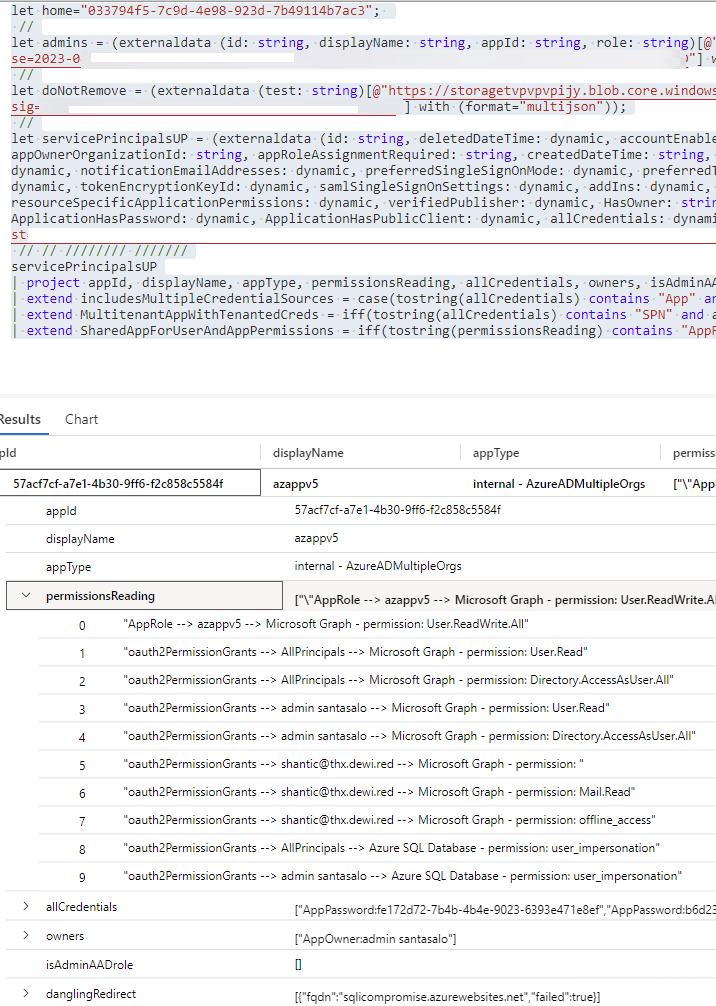 let home="033794f5-7c9d-4e98-923d-7b49114b7ac3";
//
let admins = (externaldata (id: string, displayName: string, appId: string, role: string)[@"
se=2023-0 "] w
//
let doNotRemove = (externaldata (test: string)[@"https://storagetvpvpvpijy.blob.core.windows
sig= ] with (format="multijson"));
//
let servicePrincipalsUP = (externaldata (id: string, deletedDateTime: dynamic, accountEnable
appOwnerOrganizationId: string, appRoleAssignmentRequired: string, createdDateTime: string,
dynamic, notificationEmailAddresses: dynamic, preferredSingleSignOnMode: dynamic, preferredT
dynamic, tokenEncryptionKeyId: dynamic, samlSingleSignOnSettings: dynamic, addIns: dynamic,
resourceSpecificApplicationPermissions: dynamic, verifiedPublisher: dynamic, HasOwner: strin
ApplicationHasPassword: dynamic, ApplicationHasPublicClient: dynamic, allCredentials: dynami
st
// // //////// ///////
servicePrincipalsUP
| project appId, displayName, appType, permissionsReading, allCredentials, owners, isAdminAA
| extend includesMultipleCredentialSources = case(tostring(allCredentials) contains "App" an
| extend MultitenantAppWithTenantedCreds = iff(tostring(allCredentials) contains "SPN" and a
| extend SharedAppForUserAndAppPermissions = iff(tostring(permissionsReading) contains "AppR
Results Chart
pId displayName appType permiss
57acf7cf-a7e1-4b30-9ff6-f2c858c5584f azappv5 internal - AzureADMultipleOrgs ["\"AppI
appId 57acf7cf-a7e1-4b30-9ff6-f2c858c5584f
displayName azappv5
appType internal - AzureADMultipleOrgs
permissionsReading ["\"AppRole --> azappv5 --> Microsoft Graph - permission: User.ReadWrite.Al
0 "AppRole --> azappv5 --> Microsoft Graph - permission: User.ReadWrite.All"
1 "oauth2PermissionGrants --> AllPrincipals --> Microsoft Graph - permission: User.Read"
2 "oauth2PermissionGrants --> AllPrincipals --> Microsoft Graph - permission: Directory.AccessAsUser.All"
3 "oauth2PermissionGrants --> admin santasalo --> Microsoft Graph - permission: User.Read"
4 "oauth2PermissionGrants --> admin santasalo --> Microsoft Graph - permission: Directory.AccessAsUser.All"
5 "oauth2PermissionGrants --> shantic@thx.dewi.red --> Microsoft Graph - permission: "
6 "oauth2PermissionGrants --> shantic@thx.dewi.red --> Microsoft Graph - permission: Mail.Read"
7 "oauth2PermissionGrants --> shantic@thx.dewi.red --> Microsoft Graph - permission: offline_access"
8 "oauth2PermissionGrants --> AllPrincipals --> Azure SQL Database - permission: user_impersonation"
9 "oauth2PermissionGrants --> admin santasalo --> Azure SQL Database - permission: user_impersonation"
allCredentials ["AppPassword:fe172d72-7b4b-4b4e-9023-6393e471e8ef","AppPassword:b6d23
owners ["AppOwner:admin santasalo"]
isAdminAADrole []
danglingRedirect [{"fqdn":"sqlicompromise.azurewebsites.net","failed":true}]